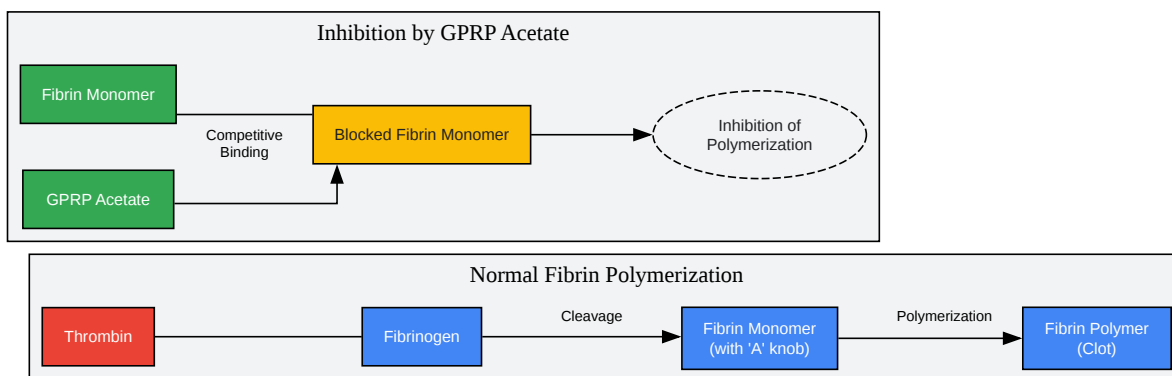 Inhibition by GPRP Acetate
Fibrin Monomer
Competitive
Binding
Blocked Fibrin Monomer
Inhibition of
Polymerization
GPRP Acetate
Normal Fibrin Polymerization
Thrombin
Fibrinogen
Cleavage
Fibrin Monomer
(with 'A' knob)
Polymerization
Fibrin Polymer
(Clot)